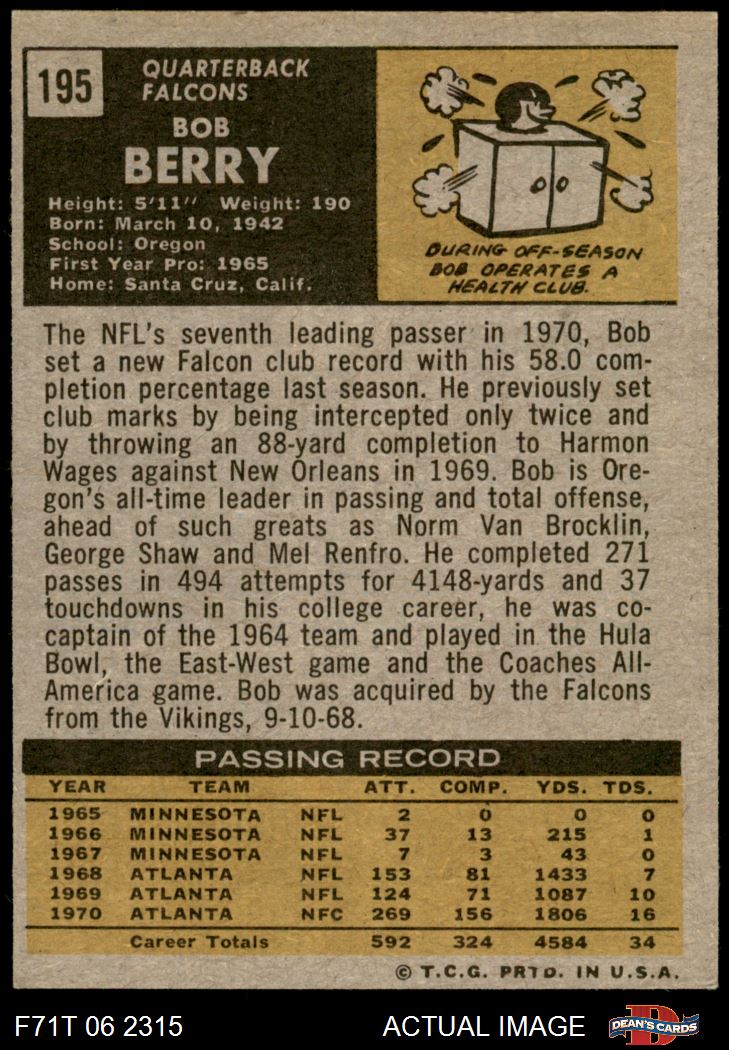 195
QUARTERBACK
FALCONS
BOB
BERRY
Height: 5'11" Weight: 190
Born: March 10, 1942
School: Oregon
First Year Pro: 1965
Home: Santa Cruz, Calif.
DURING OFF-SEASON
BOB OPERATES A
HEALTH CLUB.
The NFL's seventh leading passer in 1970, Bob
set a new Falcon club record with his 58.0 com-
pletion percentage last season. He previously set
club marks by being intercepted only twice and
by throwing an 88-yard completion to Harmon
Wages against New Orleans in 1969. Bob is Ore-
gon's all-time leader in passing and total offense,
ahead of such greats as Norm Van Brocklin,
George Shaw and Mel Renfro. He completed 271
passes in 494 attempts for 4148-yards and 37
touchdowns in his college career, he was co-
captain of the 1964 team and played in the Hula
Bowl, the East-West game and the Coaches All-
America game. Bob was acquired by the Falcons
from the Vikings, 9-10-68.
PASSING RECORD
YEAR TEAM ATT. COMP. YDS. TDS.
1965 MINNESOTA NFL 2 0 0 0
1966 MINNESOTA NFL 37 13 215 1
1967 MINNESOTA NFL 7 3 43 0
1968 ATLANTA NFL 153 81 1433 7
1969 ATLANTA NFL 124 71 1087 10
1970 ATLANTA NFC 269 156 1806 16
Career Totals 592 324 4584 34
© T.C.G. PRTD. IN U.S.A.
F71T 06 2315 ACTUAL IMAGE D DEAN'S CARDS